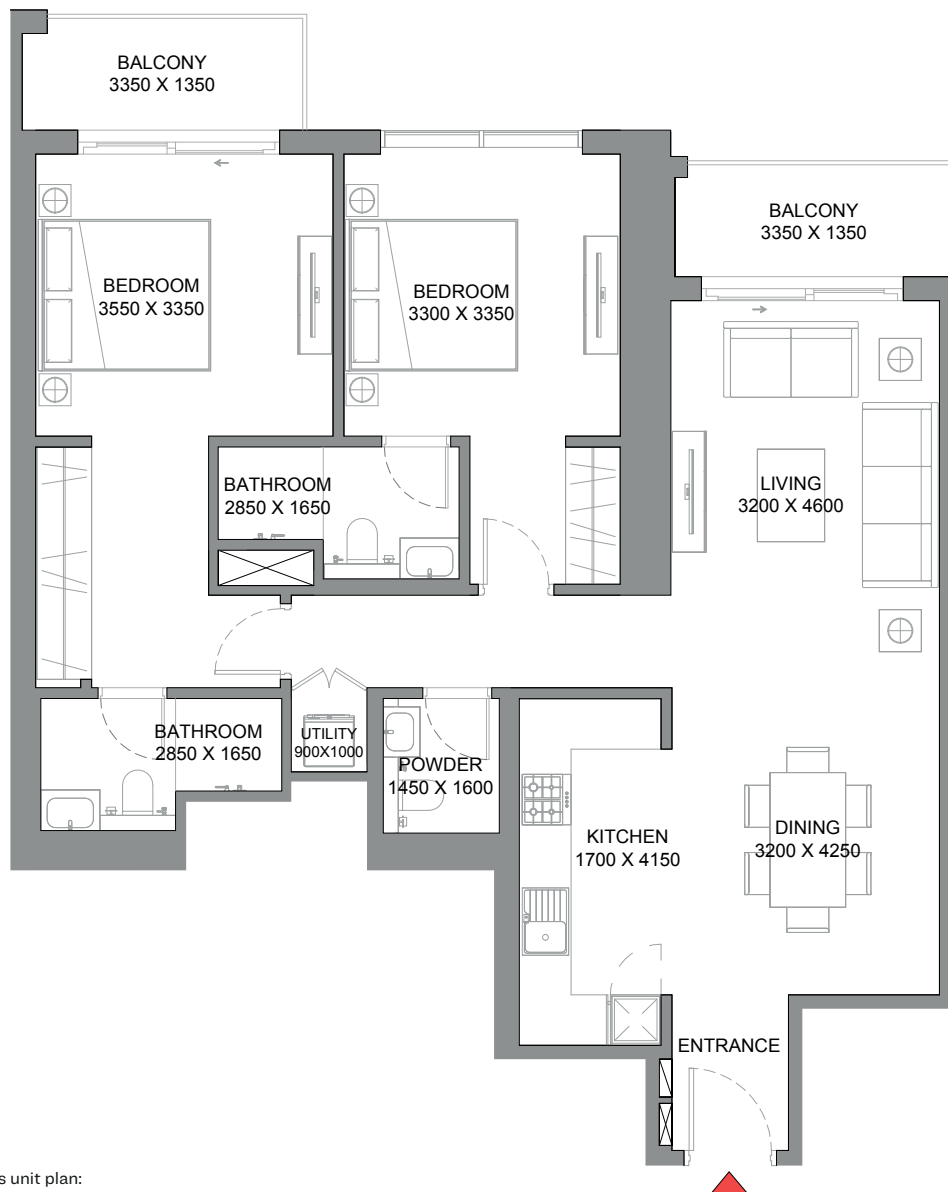 BALCONY
3350 X 1350
BALCONY
3350 X 1350
BEDROOM
3550 X 3350
BEDROOM
3300 X 3350
BATHROOM
2850 X 1650
LIVING
3200 X 4600
BATHROOM
2850 X 1650
UTILITY
900X1000
POWDER
1450 X 1600
KITCHEN
1700 X 4150
DINING
3200 X 4250
ENTRANCE
s unit plan: